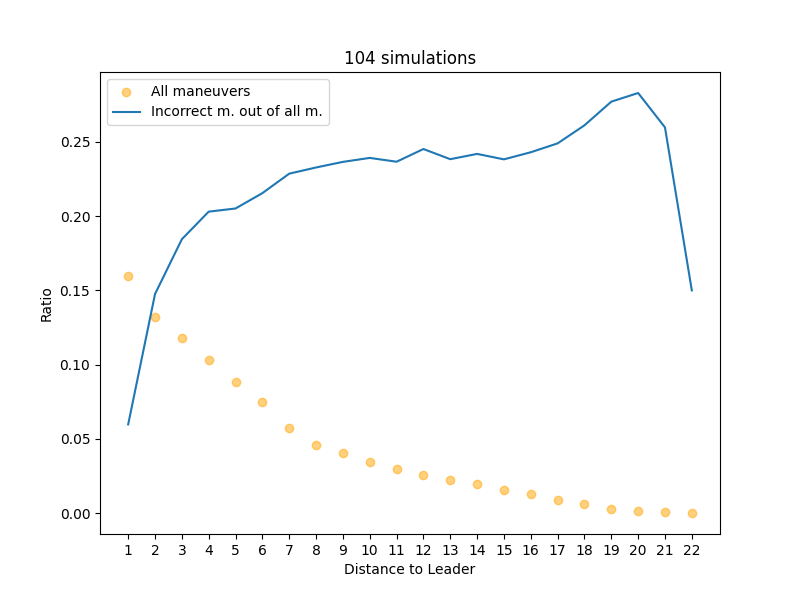 104 simulations
All maneuvers
Incorrect m. out of all m.
0.25
0.20
0.15
0.10
0.05
0.00
Ratio
1 2 3 4 5 6 7 8 9 10 11 12 13 14 15 16 17 18 19 20 21 22
Distance to Leader